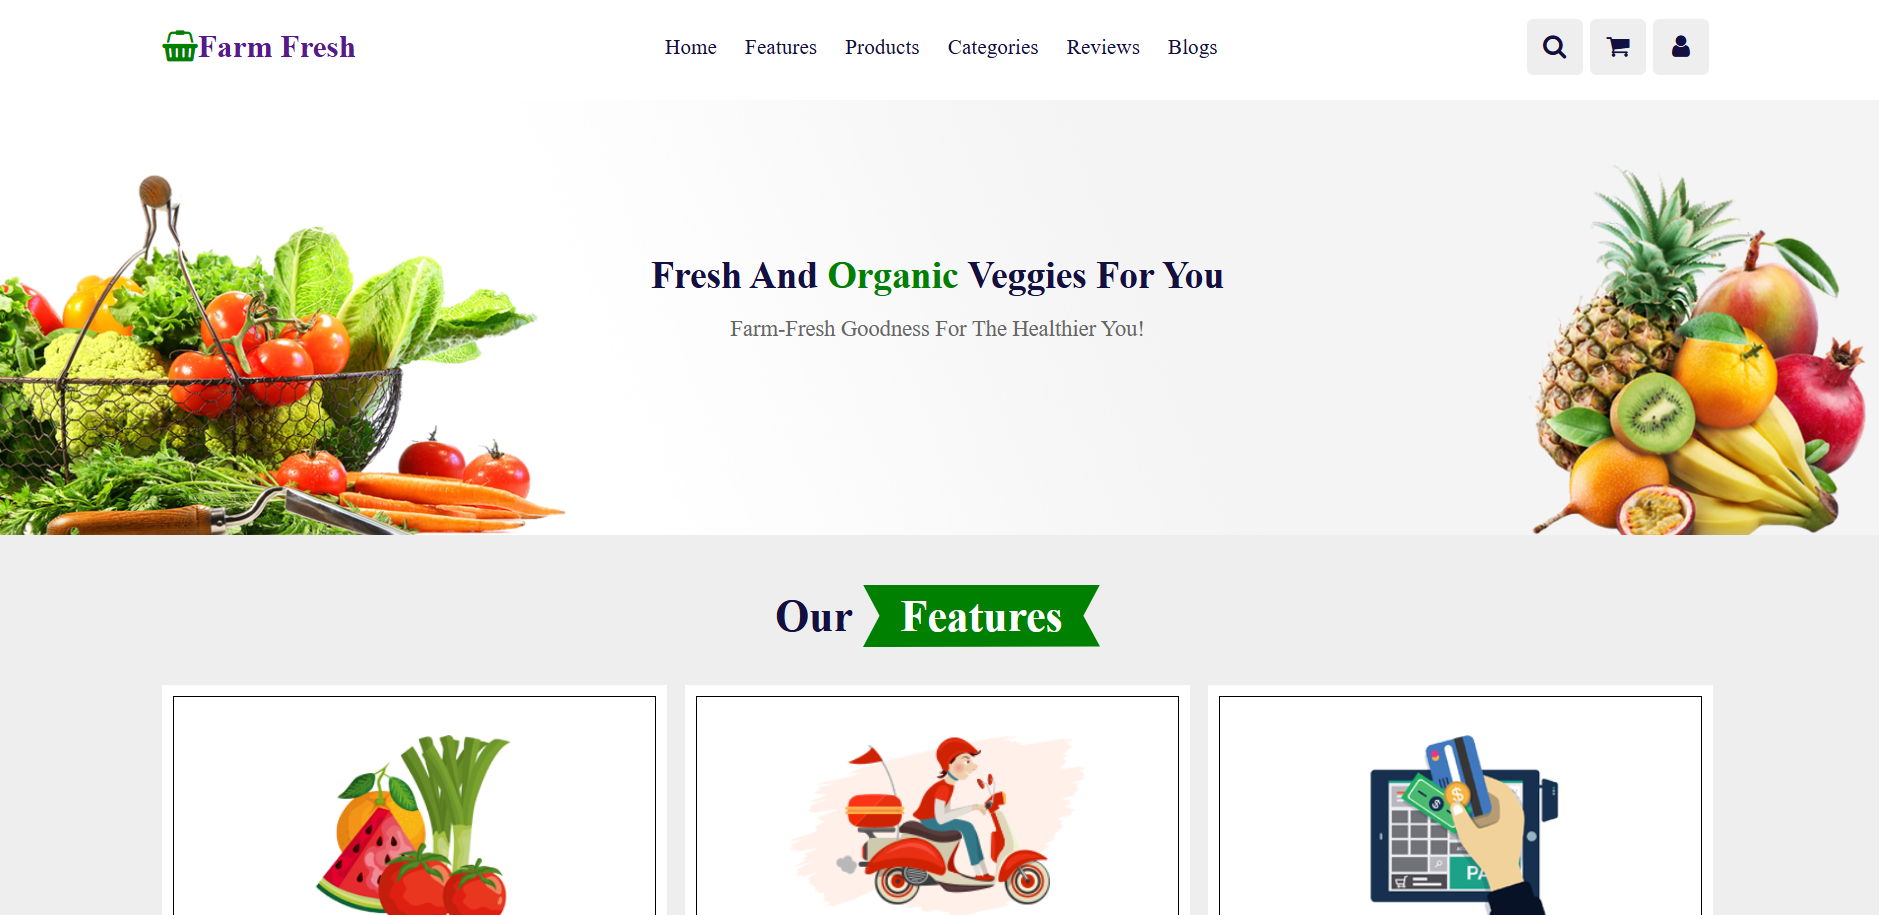 Farm Fresh
Home Features Products Categories Reviews Blogs
Fresh And Organic Veggies For You
Farm-Fresh Goodness For The Healthier You!
Our Features